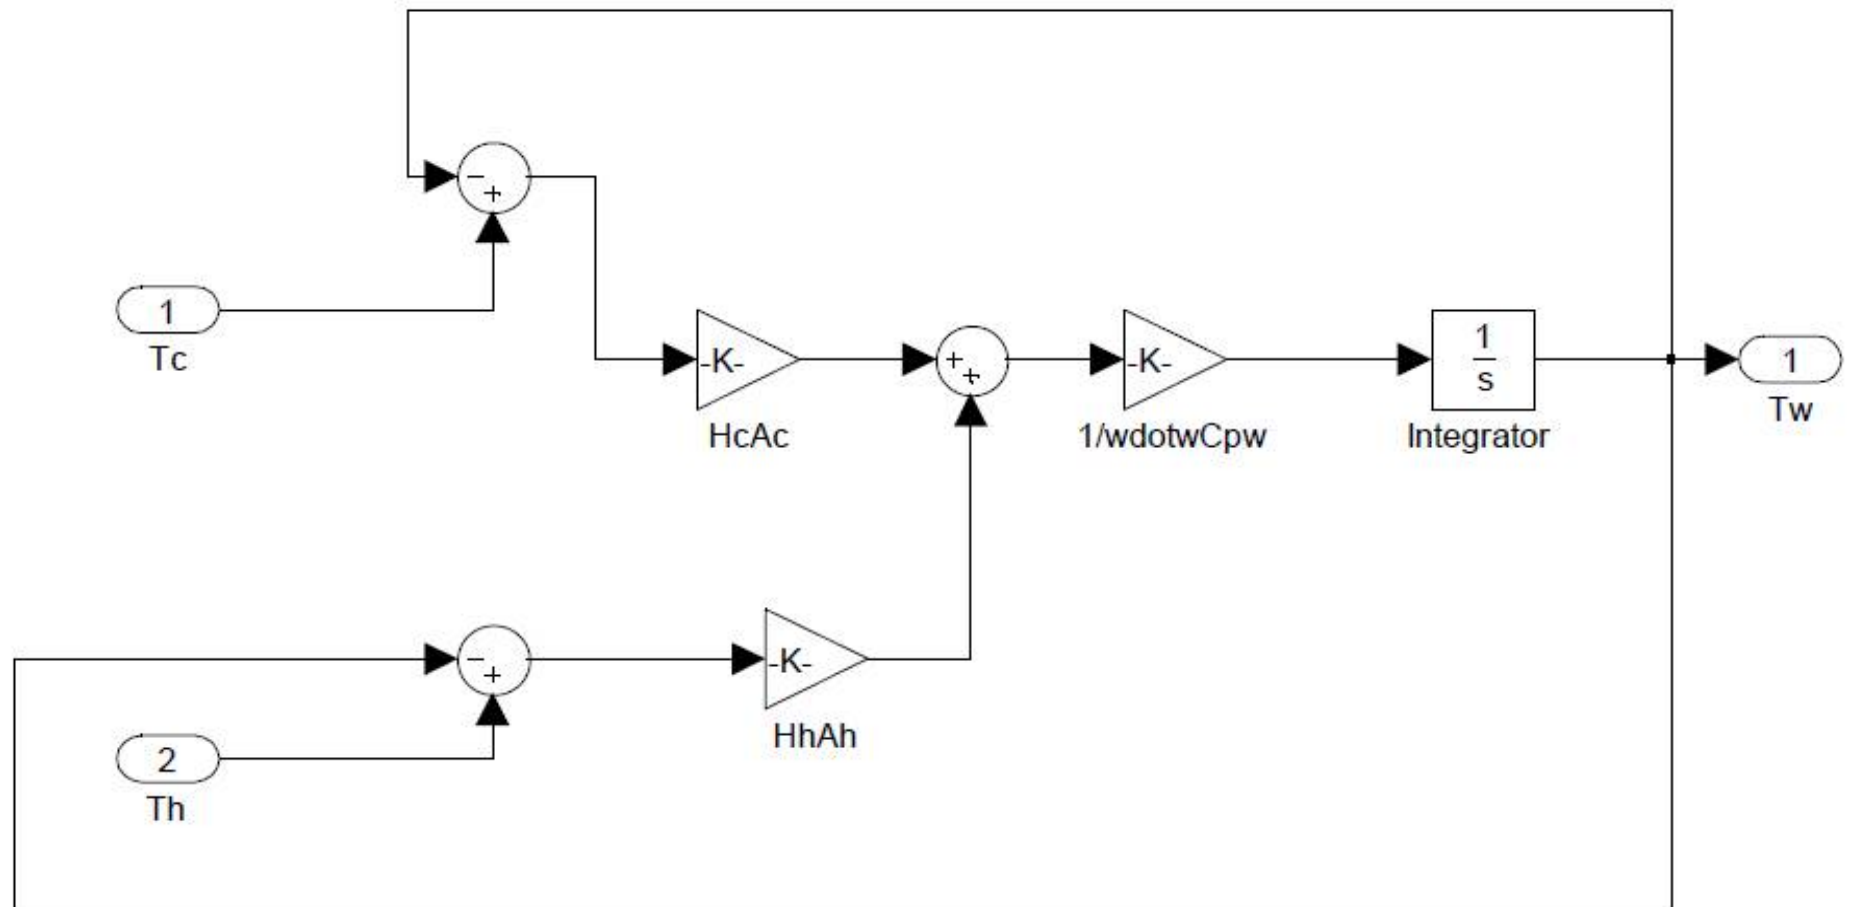 −
+
1
Tc
-K-
HcAc
+
+
-K-
1/wdotwCpw
1
s
Integrator
1
Tw
−
+
-K-
HhAh
2
Th